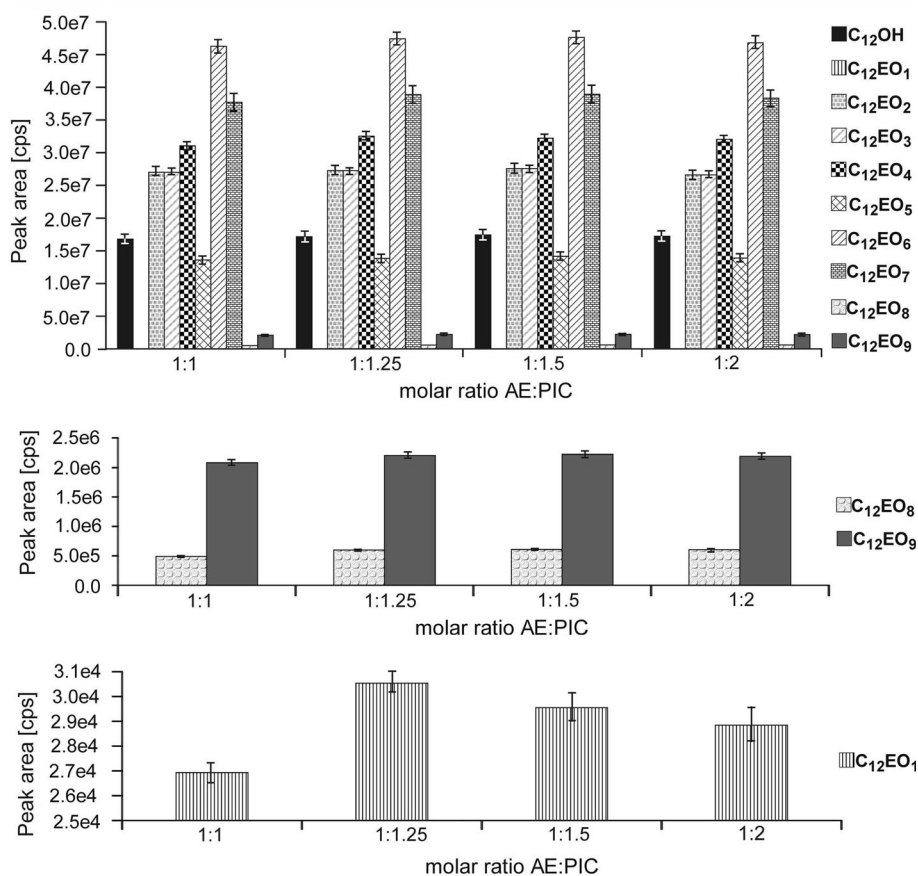 Peak area [cps]
5.0e7
4.5e7
4.0e7
3.5e7
3.0e7
2.5e7
2.0e7
1.5e7
1.0e7
5.0e7
0.0
1:1
1:1.25
1:1.5
1:2
molar ratio AE:PIC
C12OH
C12EO1
C12EO2
C12EO3
C12EO4
C12EO5
C12EO6
C12EO7
C12EO8
C12EO9
Peak area [cps]
2.5e6
2.0e6
1.5e6
1.0e6
5.0e5
0.0
1:1
1:1.25
1:1.5
1:2
molar ratio AE:PIC
C12EO8
C12EO9
Peak area [cps]
3.1e4
3.0e4
2.9e4
2.8e4
2.7e4
2.6e4
2.5e4
1:1
1:1.25
1:1.5
1:2
molar ratio AE:PIC
C12EO1